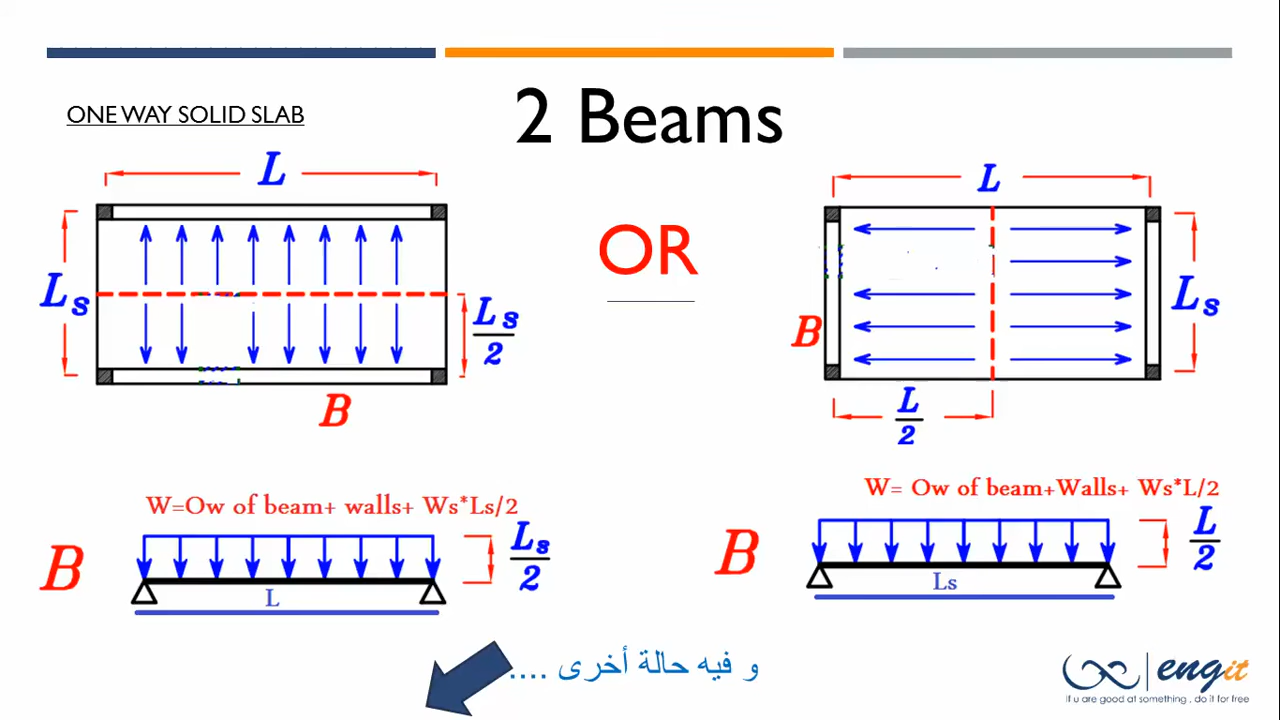 ONE WAY SOLID SLAB
2 Beams
L
Ls
Ls
2
B
OR
L
Ls
B
L
2
W=Ow of beam+ walls+ Ws*Ls/2
B
Ls
2
L
W= Ow of beam+Walls+ Ws*L/2
B
L
2
Ls
و فيه حالة أخرى ....
engit
if u are good at something , do it for free